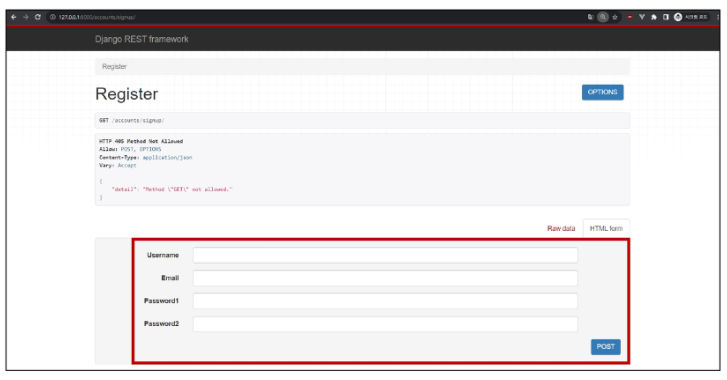 127.0.0.1:8000/accounts/signup/
Django REST framework
Register
Register
OPTIONS
GET /accounts/signup/
HTTP 405 Method Not Allowed
Allow: POST, OPTIONS
Content-Type: application/json
Vary: Accept
{
"detail": "Method \"GET\" not allowed."
}
Raw data HTML form
Username
Email
Password1
Password2
POST